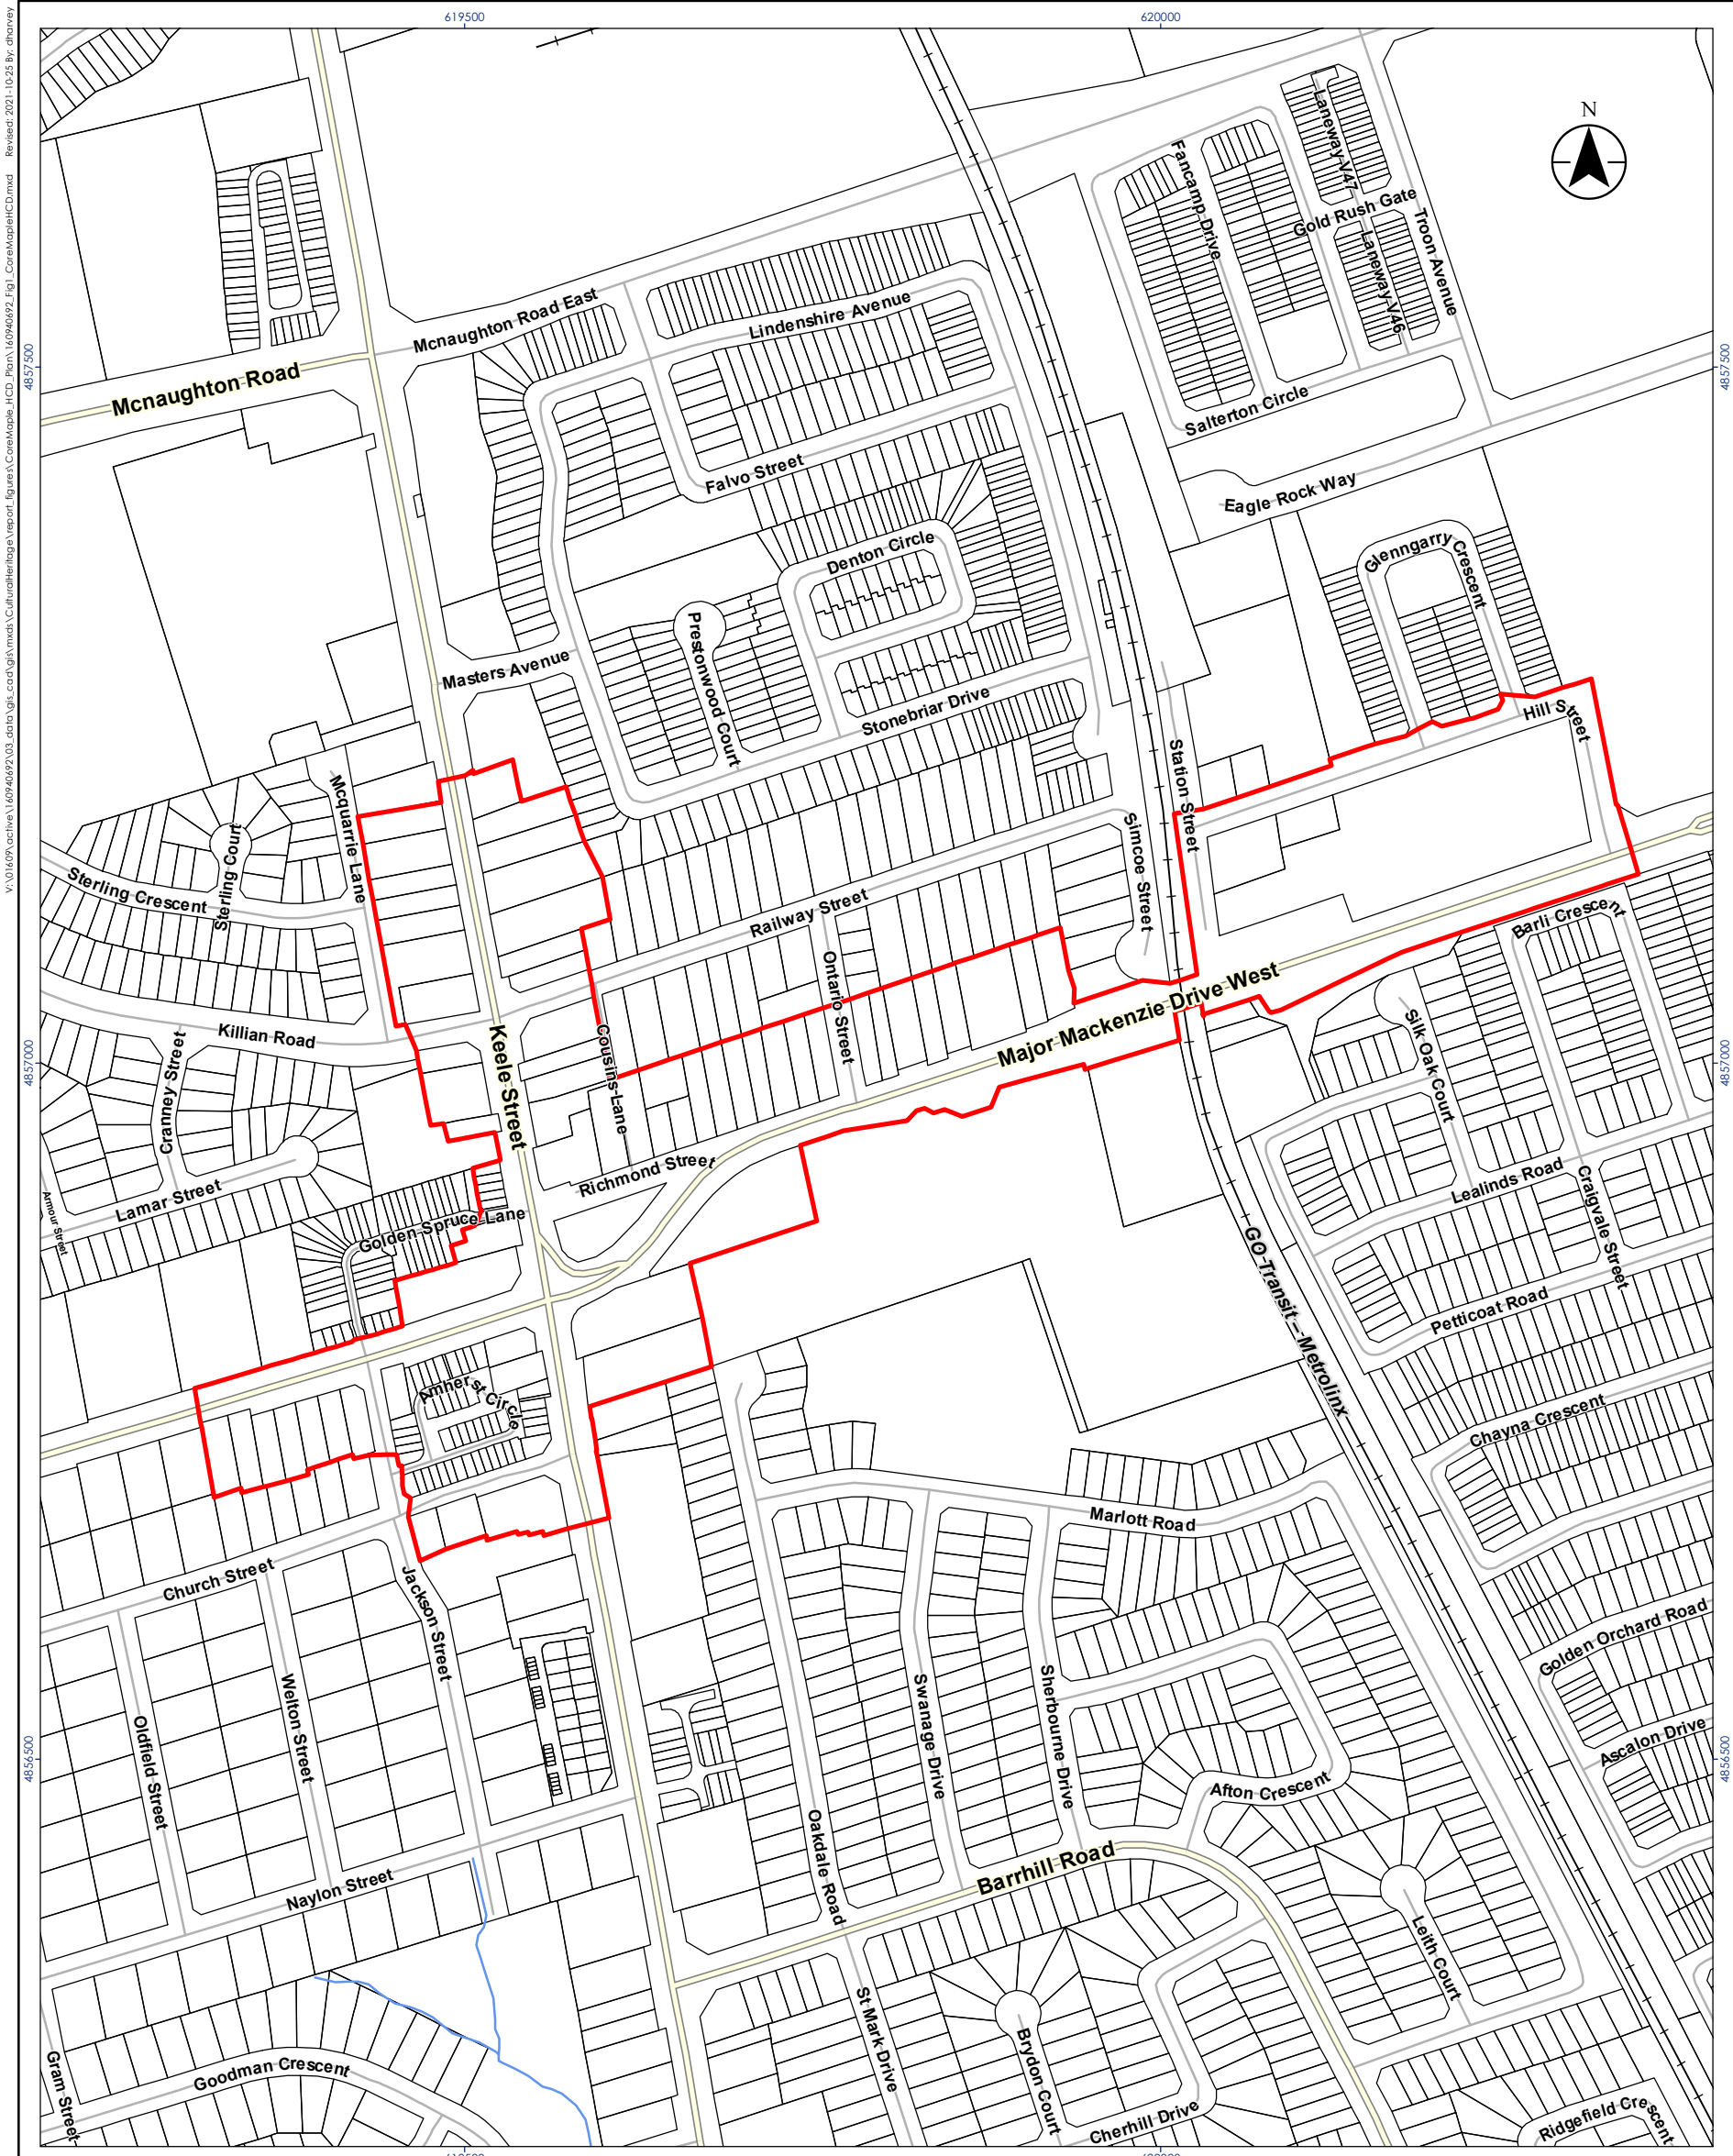 619500
620000
V:\01609\active\160940692\03_data\gis_cad\gis\mxds\CulturalHeritage\report_figures\CoreMaple_HCD_Plan\160940692_Fig1_CoreMapleHCD.mxd Revised: 2021-10-25 By: dharvey
N
Laneway V47
Fancamp Drive
Gold Rush Gate
Troon Avenue
Laneway V46
Mcnaughton Road East
Lindenshire Avenue
4857500
4857500
Mcnaughton Road
Salterton Circle
Falvo Street
Eagle Rock Way
Denton Circle
Glenngarry Crescent
Prestonwood Court
Masters Avenue
Stonebriar Drive
Hill Street
Station Street
Mcquarrie Lane
Sterling Court
Simcoe Street
Sterling Crescent
Railway Street
Barli Crescent
Ontario Street
Major Mackenzie Drive West
Killian Road
Keele Street
Cousins Lane
Silk Oak Court
4857000
4857000
Cranney Street
Richmond Street
Lamar Street
Armour Street
Lealinds Road
Craigvale Street
Golden Spruce Lane
GO Transit - Metrolinx
Petticoat Road
Amherst Circle
Chayna Crescent
Marlott Road
Church Street
Jackson Street
Golden Orchard Road
Welton Street
Oldfield Street
Swanage Drive
Sherbourne Drive
Ascalon Drive
4856500
4856500
Afton Crescent
Oakdale Road
Barrhill Road
Naylon Street
Leith Court
St Mark Drive
Brydon Court
Gram Street
Goodman Crescent
Cherhill Drive
Ridgefield Crescent